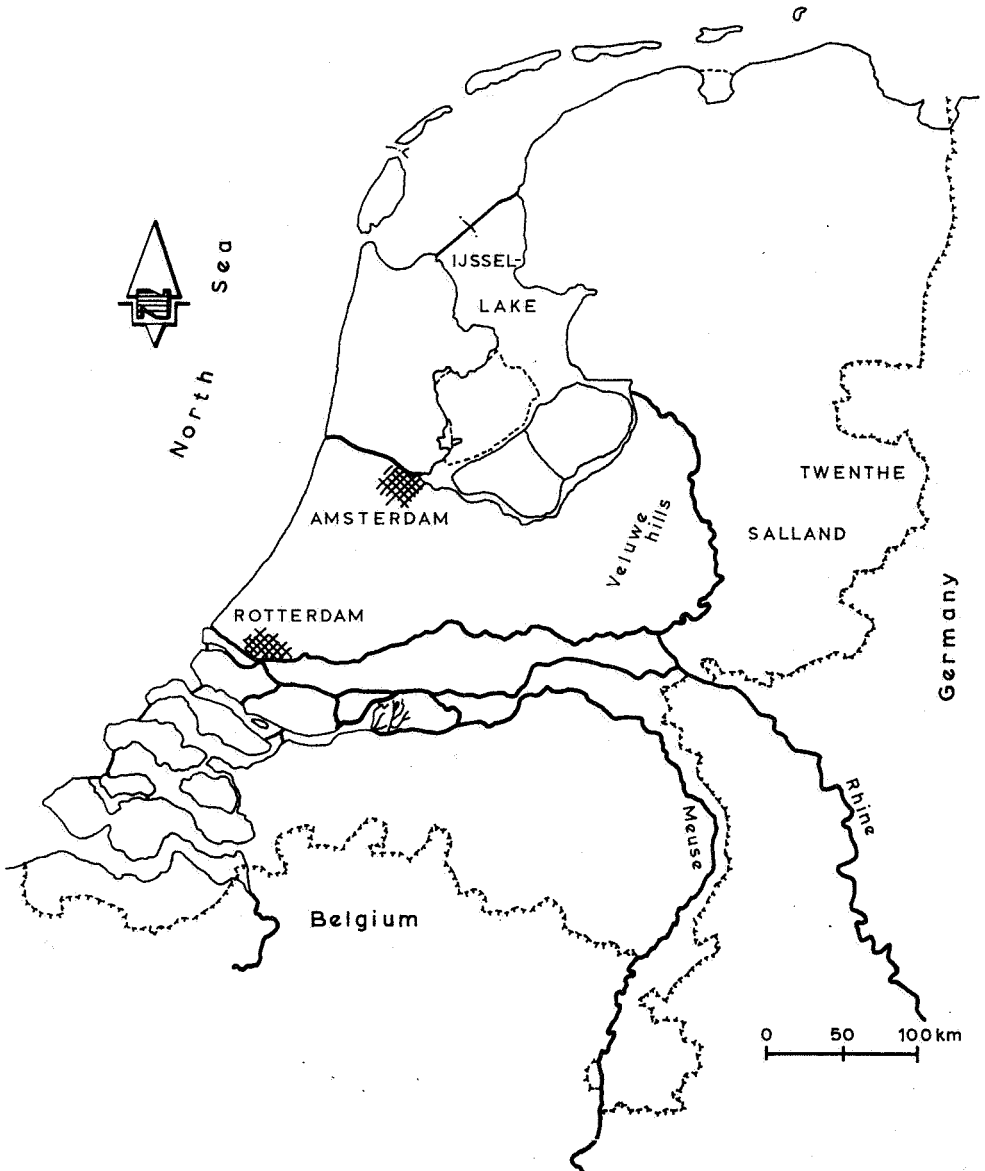 North Sea
IJSSEL-
LAKE
TWENTHE
AMSTERDAM
Veluwe
hills
SALLAND
ROTTERDAM
Germany
Rhine
Meuse
Belgium
0 50 100 km
N